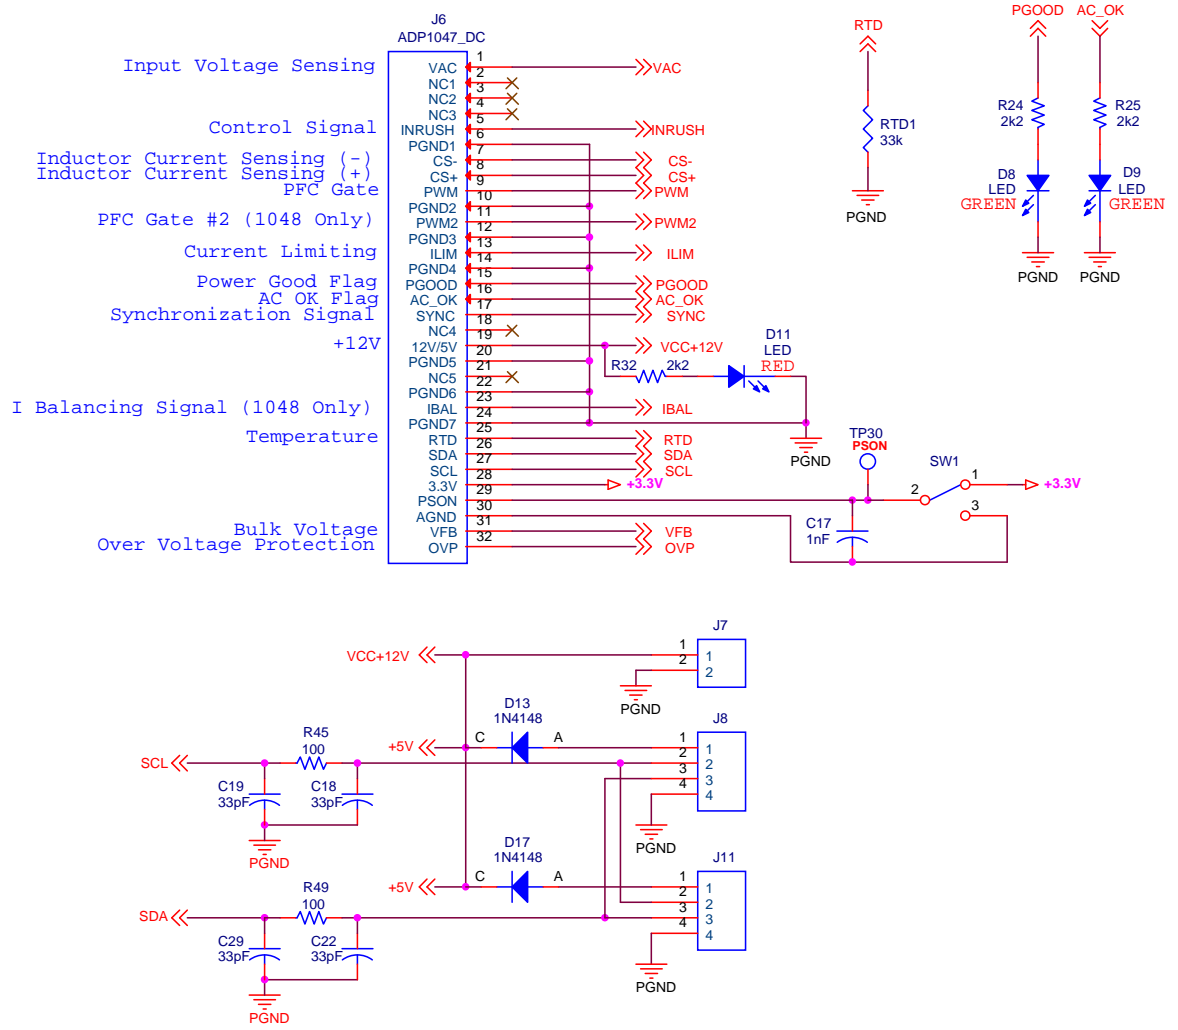 J6
ADP1047_DC
Input Voltage Sensing VAC 1 VAC
NC1 2
NC2 3
NC3 4
Control Signal INRUSH 5 INRUSH
PGND1 6
Inductor Current Sensing (-) CS- 7 CS-
Inductor Current Sensing (+) CS+ 8 CS+
PFC Gate PWM 9 PWM
PGND2 10
PFC Gate #2 (1048 Only) PWM2 11 PWM2
PGND3 12
Current Limiting ILIM 13 ILIM
PGND4 14
Power Good Flag PGOOD 15 PGOOD
AC OK Flag AC_OK 16 AC_OK
Synchronization Signal SYNC 17 SYNC
NC4 18
+12V 12V/5V 19 VCC+12V
PGND5 20
NC5 21
PGND6 22
I Balancing Signal (1048 Only) IBAL 23 IBAL
PGND7 24
Temperature RTD 25 RTD
SDA 26 SDA
SCL 27 SCL
3.3V 28 +3.3V
PSON 29
AGND 30
Bulk Voltage VFB 31 VFB
Over Voltage Protection OVP 32 OVP
R32 2k2
D11
LED
RED
PGND
RTD
RTD1
33k
PGND
PGOOD AC_OK
R24
2k2
R25
2k2
D8
LED
GREEN
D9
LED
GREEN
PGND PGND
TP30
PSON
SW1
2 1 3
+3.3V
C17
1nF
VCC+12V
J7
1 1
2 2
PGND
+5V
D13
1N4148
C A
J8
1 1
2 2
3 3
4 4
PGND
SCL
R45
100
C19
33pF
C18
33pF
PGND
+5V
D17
1N4148
C A
J11
1 1
2 2
3 3
4 4
PGND
SDA
R49
100
C29
33pF
C22
33pF
PGND